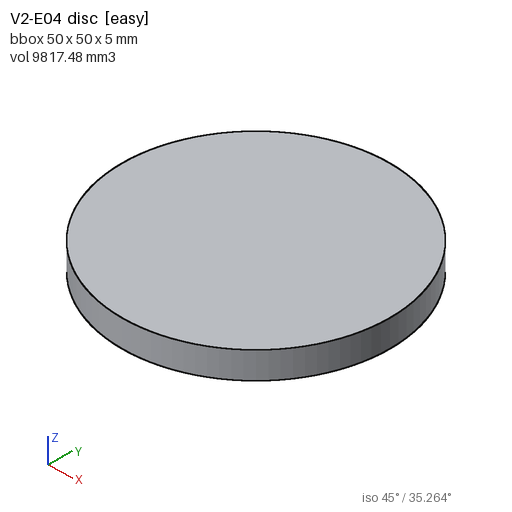 V2-E04 disc [easy]
bbox 50 x 50 x 5 mm
vol 9817.48 mm3
Z
Y
X
iso 45° / 35.264°